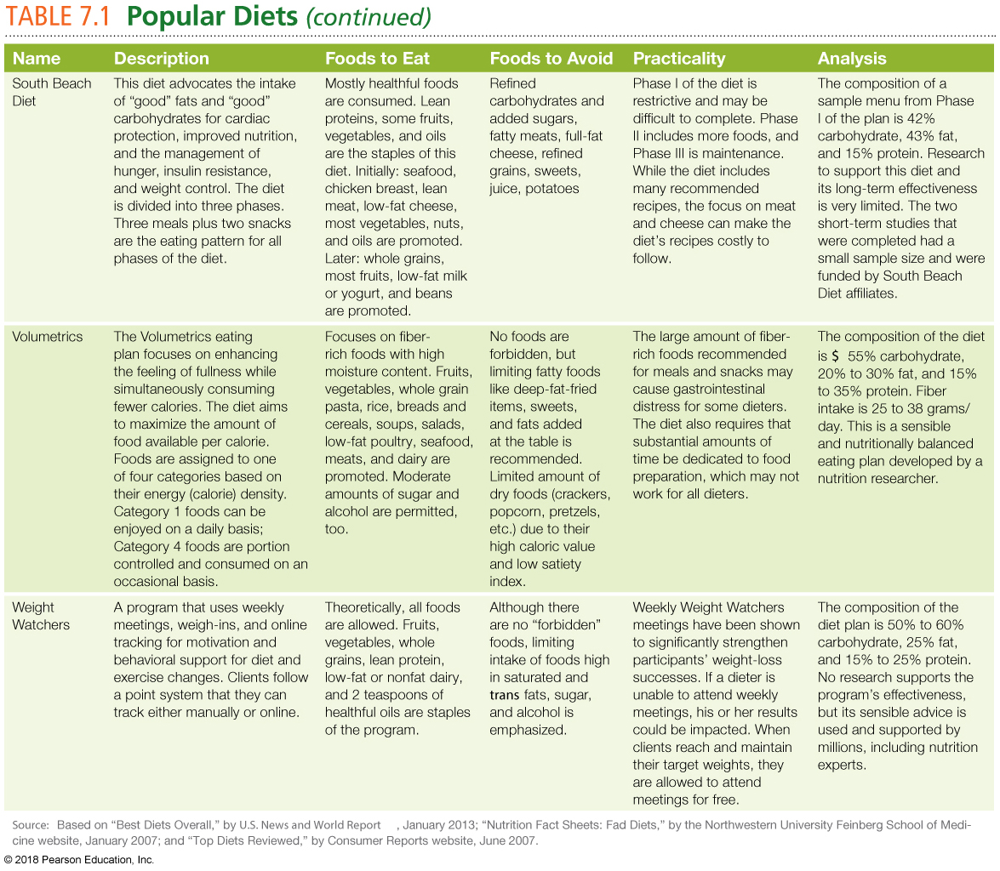 TABLE 7.1 Popular Diets (continued)
Name Description Foods to Eat Foods to Avoid Practicality Analysis
South Beach
Diet
This diet advocates the intake
of “good” fats and “good”
carbohydrates for cardiac
protection, improved nutrition,
and the management of
hunger, insulin resistance,
and weight control. The diet
is divided into three phases.
Three meals plus two snacks
are the eating pattern for all
phases of the diet.
Mostly healthful foods
are consumed. Lean
proteins, some fruits,
vegetables, and oils
are the staples of this
diet. Initially: seafood,
chicken breast, lean
meat, low-fat cheese,
most vegetables, nuts,
and oils are promoted.
Later: whole grains,
most fruits, low-fat milk
or yogurt, and beans
are promoted.
Refined
carbohydrates and
added sugars,
fatty meats, full-fat
cheese, refined
grains, sweets,
juice, potatoes
Phase I of the diet is
restrictive and may be
difficult to complete. Phase
II includes more foods, and
Phase III is maintenance.
While the diet includes
many recommended
recipes, the focus on meat
and cheese can make the
diet’s recipes costly to
follow.
The composition of a
sample menu from Phase
I of the plan is 42%
carbohydrate, 43% fat,
and 15% protein. Research
to support this diet and
its long-term effectiveness
is very limited. The two
short-term studies that
were completed had a
small sample size and were
funded by South Beach
Diet affiliates.
Volumetrics
The Volumetrics eating
plan focuses on enhancing
the feeling of fullness while
simultaneously consuming
fewer calories. The diet aims
to maximize the amount of
food available per calorie.
Foods are assigned to one
of four categories based on
their energy (calorie) density.
Category 1 foods can be
enjoyed on a daily basis;
Category 4 foods are portion
controlled and consumed on an
occasional basis.
Focuses on fiber-
rich foods with high
moisture content. Fruits,
vegetables, whole grain
pasta, rice, breads and
cereals, soups, salads,
low-fat poultry, seafood,
meats, and dairy are
promoted. Moderate
amounts of sugar and
alcohol are permitted,
too.
No foods are
forbidden, but
limiting fatty foods
like deep-fat-fried
items, sweets,
and fats added
at the table is
recommended.
Limited amount of
dry foods (crackers,
popcorn, pretzels,
etc.) due to their
high caloric value
and low satiety
index.
The large amount of fiber-
rich foods recommended
for meals and snacks may
cause gastrointestinal
distress for some dieters.
The diet also requires that
substantial amounts of
time be dedicated to food
preparation, which may not
work for all dieters.
The composition of the diet
is $ 55% carbohydrate,
20% to 30% fat, and 15%
to 35% protein. Fiber
intake is 25 to 38 grams/
day. This is a sensible
and nutritionally balanced
eating plan developed by a
nutrition researcher.
Weight
Watchers
A program that uses weekly
meetings, weigh-ins, and online
tracking for motivation and
behavioral support for diet and
exercise changes. Clients follow
a point system that they can
track either manually or online.
Theoretically, all foods
are allowed. Fruits,
vegetables, whole
grains, lean protein,
low-fat or nonfat dairy,
and 2 teaspoons of
healthful oils are staples
of the program.
Although there
are no “forbidden”
foods, limiting
intake of foods high
in saturated and
trans fats, sugar,
and alcohol is
emphasized.
Weekly Weight Watchers
meetings have been shown
to significantly strengthen
participants’ weight-loss
successes. If a dieter is
unable to attend weekly
meetings, his or her results
could be impacted. When
clients reach and maintain
their target weights, they
are allowed to attend
meetings for free.
The composition of the
diet plan is 50% to 60%
carbohydrate, 25% fat,
and 15% to 25% protein.
No research supports the
program’s effectiveness,
but its sensible advice is
used and supported by
millions, including nutrition
experts.
Source: Based on “Best Diets Overall,” by U.S. News and World Report , January 2013; “Nutrition Fact Sheets: Fad Diets,” by the Northwestern University Feinberg School of Medi-
cine website, January 2007; and “Top Diets Reviewed,” by Consumer Reports website, June 2007.
© 2018 Pearson Education, Inc.